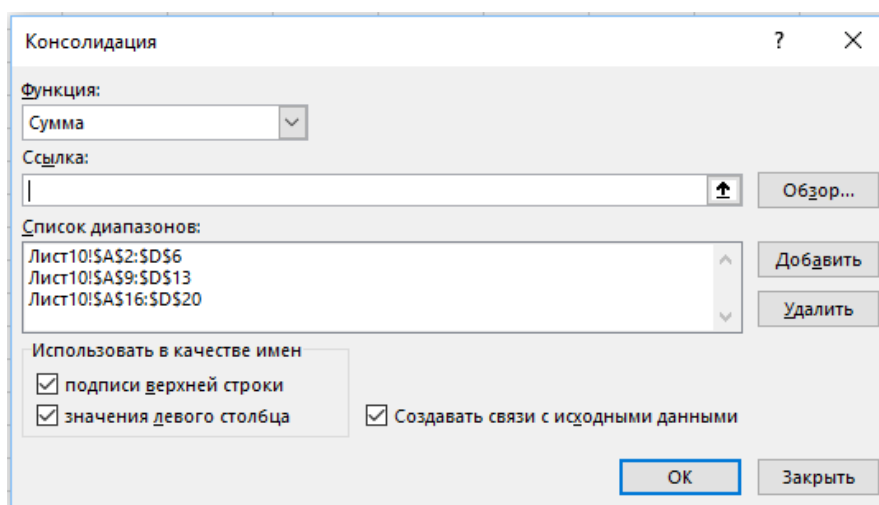 Консолидация ? ×
Функция:
Сумма
Ссылка:
Обзор...
Список диапазонов:
Лист10!$A$2:$D$6
Лист10!$A$9:$D$13
Лист10!$A$16:$D$20
Добавить
Удалить
Использовать в качестве имен
подписи верхней строки
значения левого столбца
Создавать связи с исходными данными
ОК
Закрыть